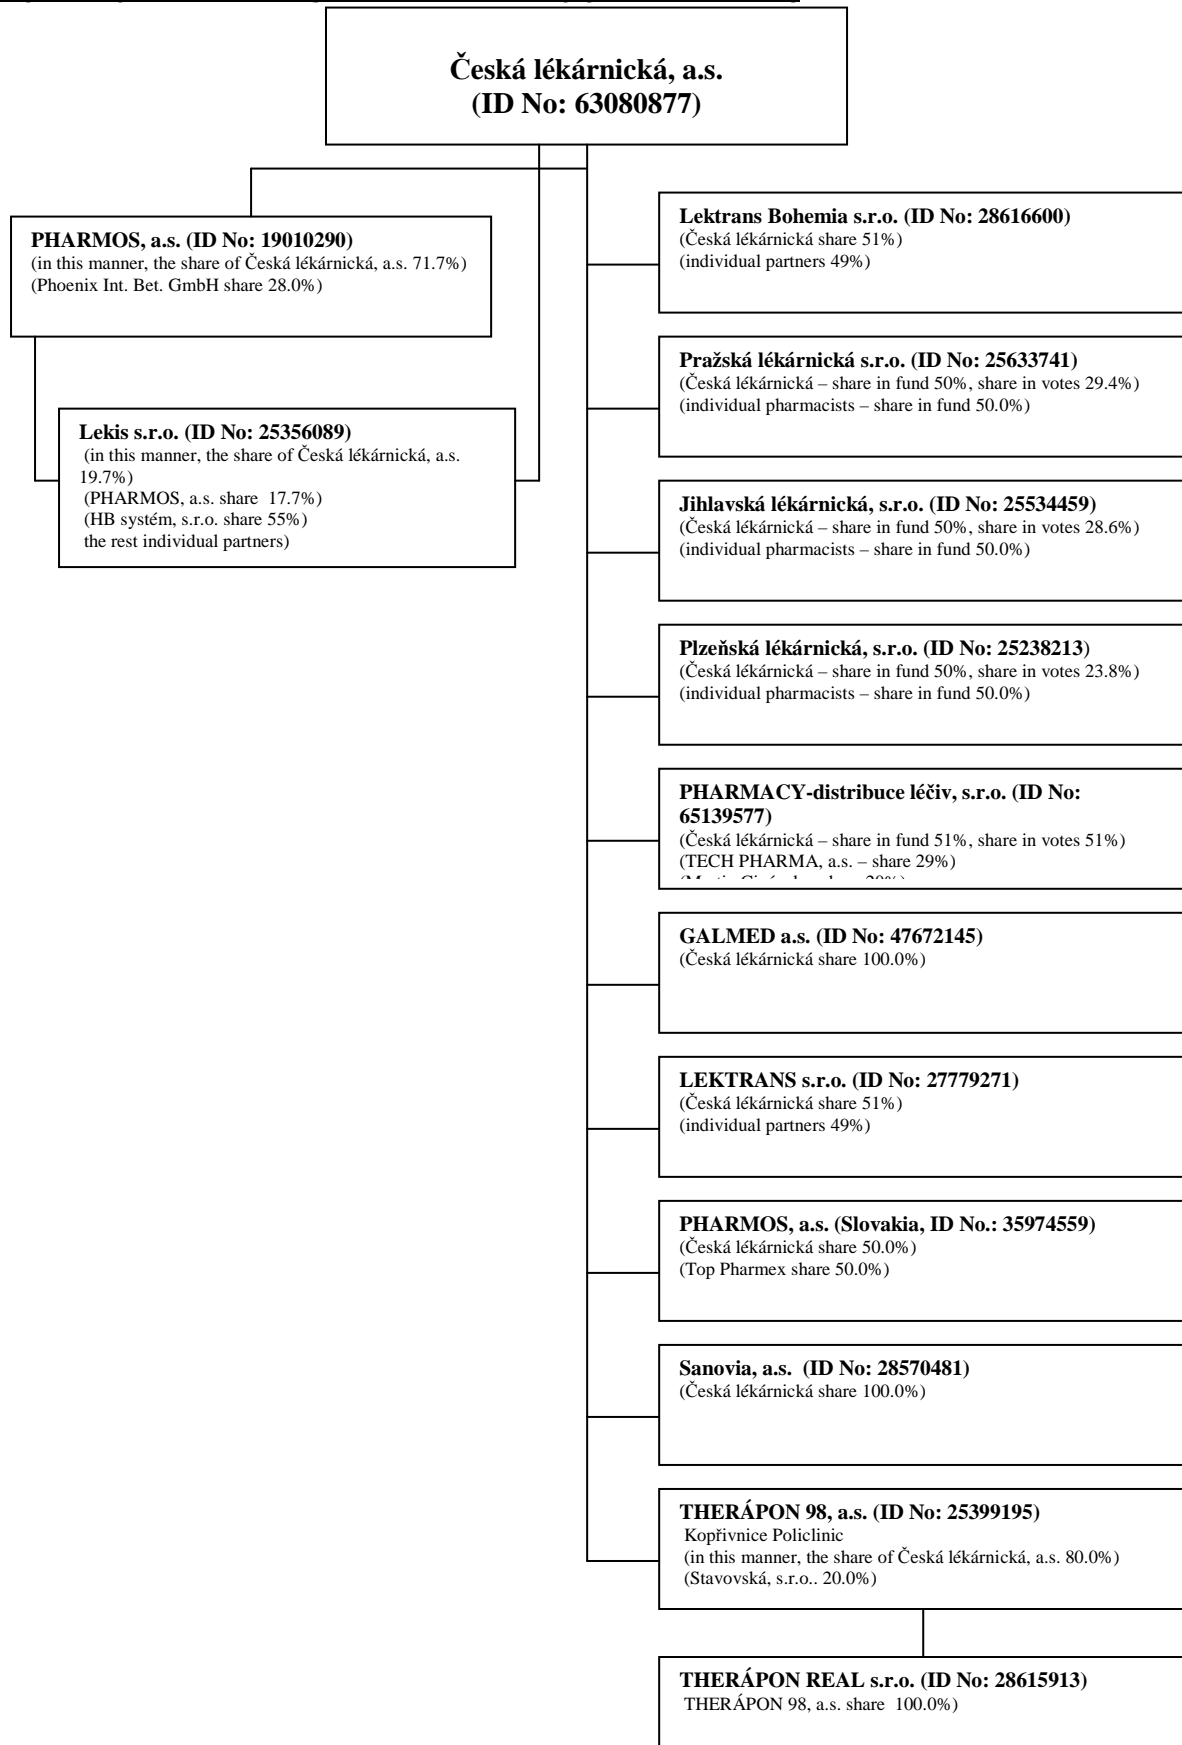 Česká lékárnická, a.s.
(ID No: 63080877)
PHARMOS, a.s. (ID No: 19010290)
(in this manner, the share of Česká lékárnická, a.s. 71.7%)
(Phoenix Int. Bet. GmbH share 28.0%)
Lekis s.r.o. (ID No: 25356089)
(in this manner, the share of Česká lékárnická, a.s.
19.7%)
(PHARMOS, a.s. share 17.7%)
(HB systém, s.r.o. share 55%)
the rest individual partners)
Lektrans Bohemia s.r.o. (ID No: 28616600)
(Česká lékárnická share 51%)
(individual partners 49%)
Pražská lékárnická s.r.o. (ID No: 25633741)
(Česká lékárnická – share in fund 50%, share in votes 29.4%)
(individual pharmacists – share in fund 50.0%)
Jihlavská lékárnická, s.r.o. (ID No: 25534459)
(Česká lékárnická – share in fund 50%, share in votes 28.6%)
(individual pharmacists – share in fund 50.0%)
Plzeňská lékárnická, s.r.o. (ID No: 25238213)
(Česká lékárnická – share in fund 50%, share in votes 23.8%)
(individual pharmacists – share in fund 50.0%)
PHARMACY-distribuce léčiv, s.r.o. (ID No:
65139577)
(Česká lékárnická – share in fund 51%, share in votes 51%)
(TECH PHARMA, a.s. – share 29%)
GALMED a.s. (ID No: 47672145)
(Česká lékárnická share 100.0%)
LEKTRANS s.r.o. (ID No: 27779271)
(Česká lékárnická share 51%)
(individual partners 49%)
PHARMOS, a.s. (Slovakia, ID No.: 35974559)
(Česká lékárnická share 50.0%)
(Top Pharmex share 50.0%)
Sanovia, a.s. (ID No: 28570481)
(Česká lékárnická share 100.0%)
THERÁPON 98, a.s. (ID No: 25399195)
Kopřivnice Policlinic
(in this manner, the share of Česká lékárnická, a.s. 80.0%)
(Stavovská, s.r.o.. 20.0%)
THERÁPON REAL s.r.o. (ID No: 28615913)
THERÁPON 98, a.s. share 100.0%)